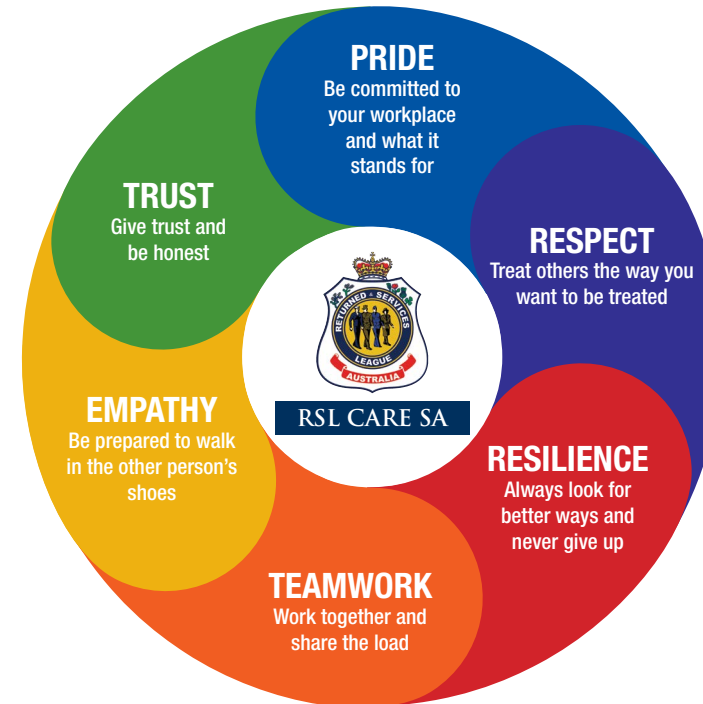 PRIDE
Be committed to
your workplace
and what it
stands for
RESPECT
Treat others the way you
want to be treated
RESILIENCE
Always look for
better ways and
never give up
TEAMWORK
Work together and
share the load
EMPATHY
Be prepared to walk
in the other person's
shoes
TRUST
Give trust and
be honest
RETURNED & SERVICES
LEAGUE
AUSTRALIA
RSL CARE SA